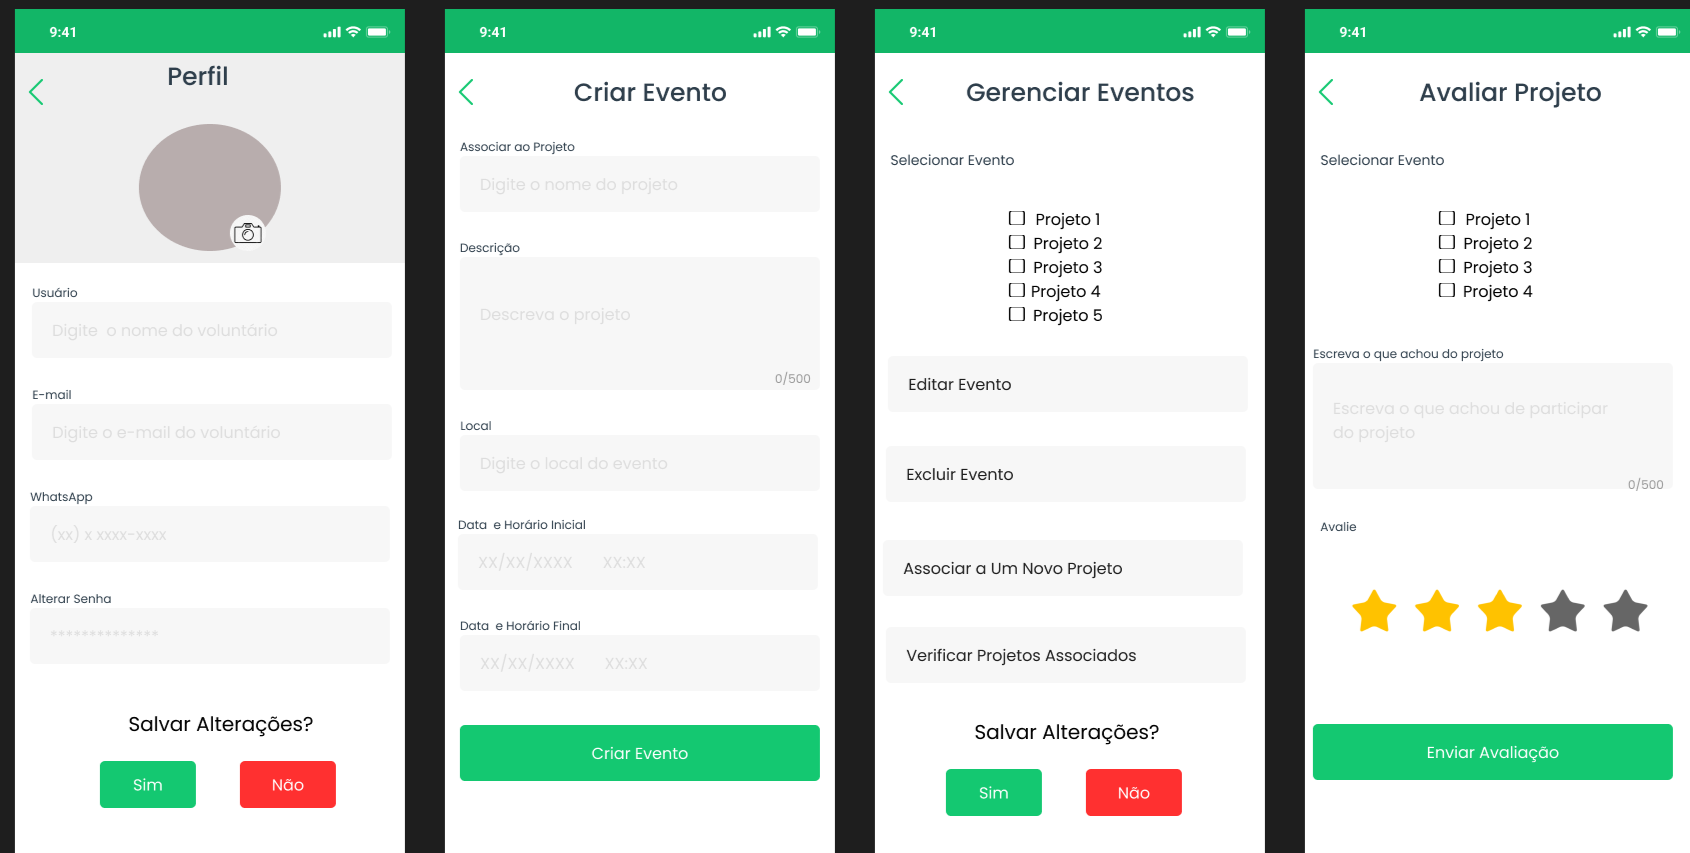 9:41
Perfil
Usuário
Digite o nome do voluntário
E-mail
Digite o e-mail do voluntário
WhatsApp
(xx) x xxxx-xxxx
Alterar Senha
**************
Salvar Alterações?
Sim
Não
9:41
Criar Evento
Associar ao Projeto
Digite o nome do projeto
Descrição
Descreva o projeto
0/500
Local
Digite o local do evento
Data e Horário Inicial
XX/XX/XXXX XX:XX
Data e Horário Final
XX/XX/XXXX XX:XX
Criar Evento
9:41
Gerenciar Eventos
Selecionar Evento
Projeto 1
Projeto 2
Projeto 3
Projeto 4
Projeto 5
Editar Evento
Excluir Evento
Associar a Um Novo Projeto
Verificar Projetos Associados
Salvar Alterações?
Sim
Não
9:41
Avaliar Projeto
Selecionar Evento
Projeto 1
Projeto 2
Projeto 3
Projeto 4
Escreva o que achou do projeto
Escreva o que achou de participar
do projeto
0/500
Avalie
Enviar Avaliação